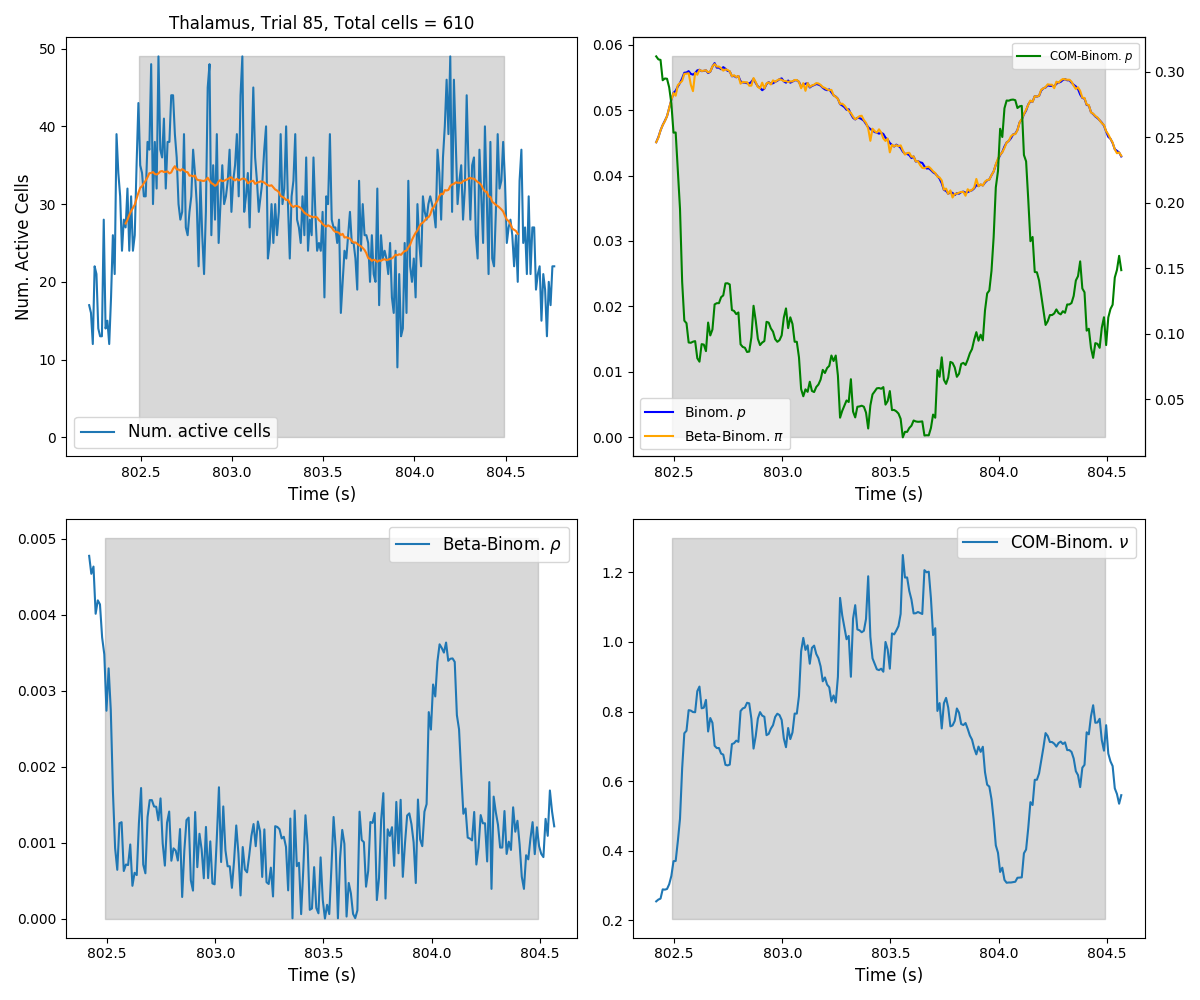 Thalamus, Trial 85, Total cells = 610
Num. Active Cells
50
40
30
20
10
0
802.5 803.0 803.5 804.0 804.5
Time (s)
Num. active cells
0.06
0.05
0.04
0.03
0.02
0.01
0.00
0.30
0.25
0.20
0.15
0.10
0.05
COM-Binom. p
Binom. p
Beta-Binom. π
802.5 803.0 803.5 804.0 804.5
Time (s)
0.005
0.004
0.003
0.002
0.001
0.000
Beta-Binom. ρ
802.5 803.0 803.5 804.0 804.5
Time (s)
1.2
1.0
0.8
0.6
0.4
0.2
COM-Binom. ν
802.5 803.0 803.5 804.0 804.5
Time (s)